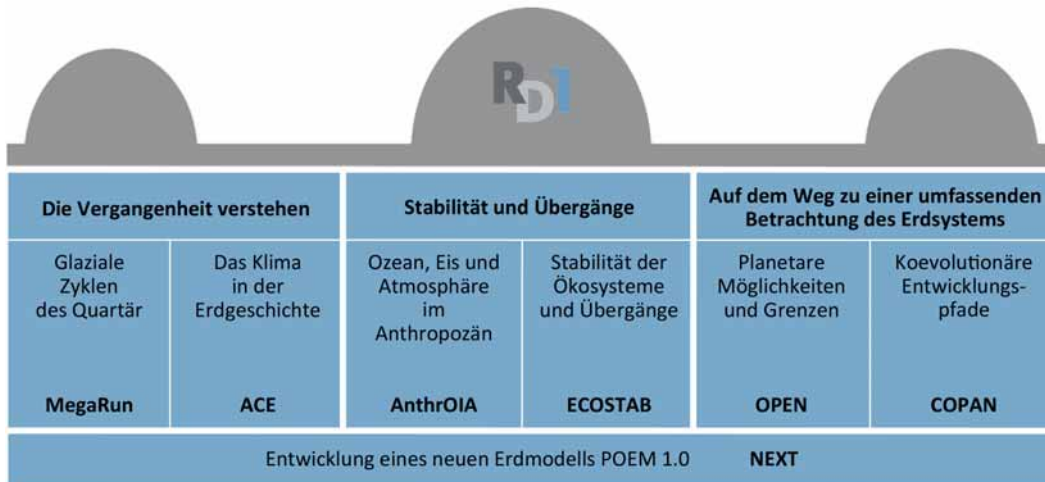 RD1
Die Vergangenheit verstehen
Stabilität und Übergänge
Auf dem Weg zu einer umfassenden
Betrachtung des Erdsystems
Glaziale
Zyklen
des Quartär
MegaRun
Das Klima
in der
Erdgeschichte
ACE
Ozean, Eis und
Atmosphäre
im
Anthropozän
AnthrOIA
Stabilität der
Ökosysteme
und Übergänge
ECOSTAB
Planetare
Möglichkeiten
und Grenzen
OPEN
Koevolutionäre
Entwicklungs-
pfade
COPAN
Entwicklung eines neuen Erdmodells POEM 1.0 NEXT